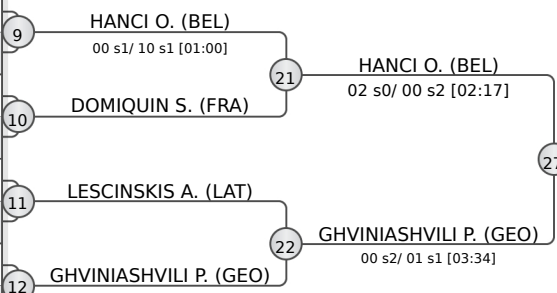 9
HANCI O. (BEL)
00 s1/ 10 s1 [01:00]
21
HANCI O. (BEL)
02 s0/ 00 s2 [02:17]
10
DOMIQUIN S. (FRA)
27
11
LESCINSKIS A. (LAT)
22
GHVINIASHVILI P. (GEO)
00 s2/ 01 s1 [03:34]
12
GHVINIASHVILI P. (GEO)